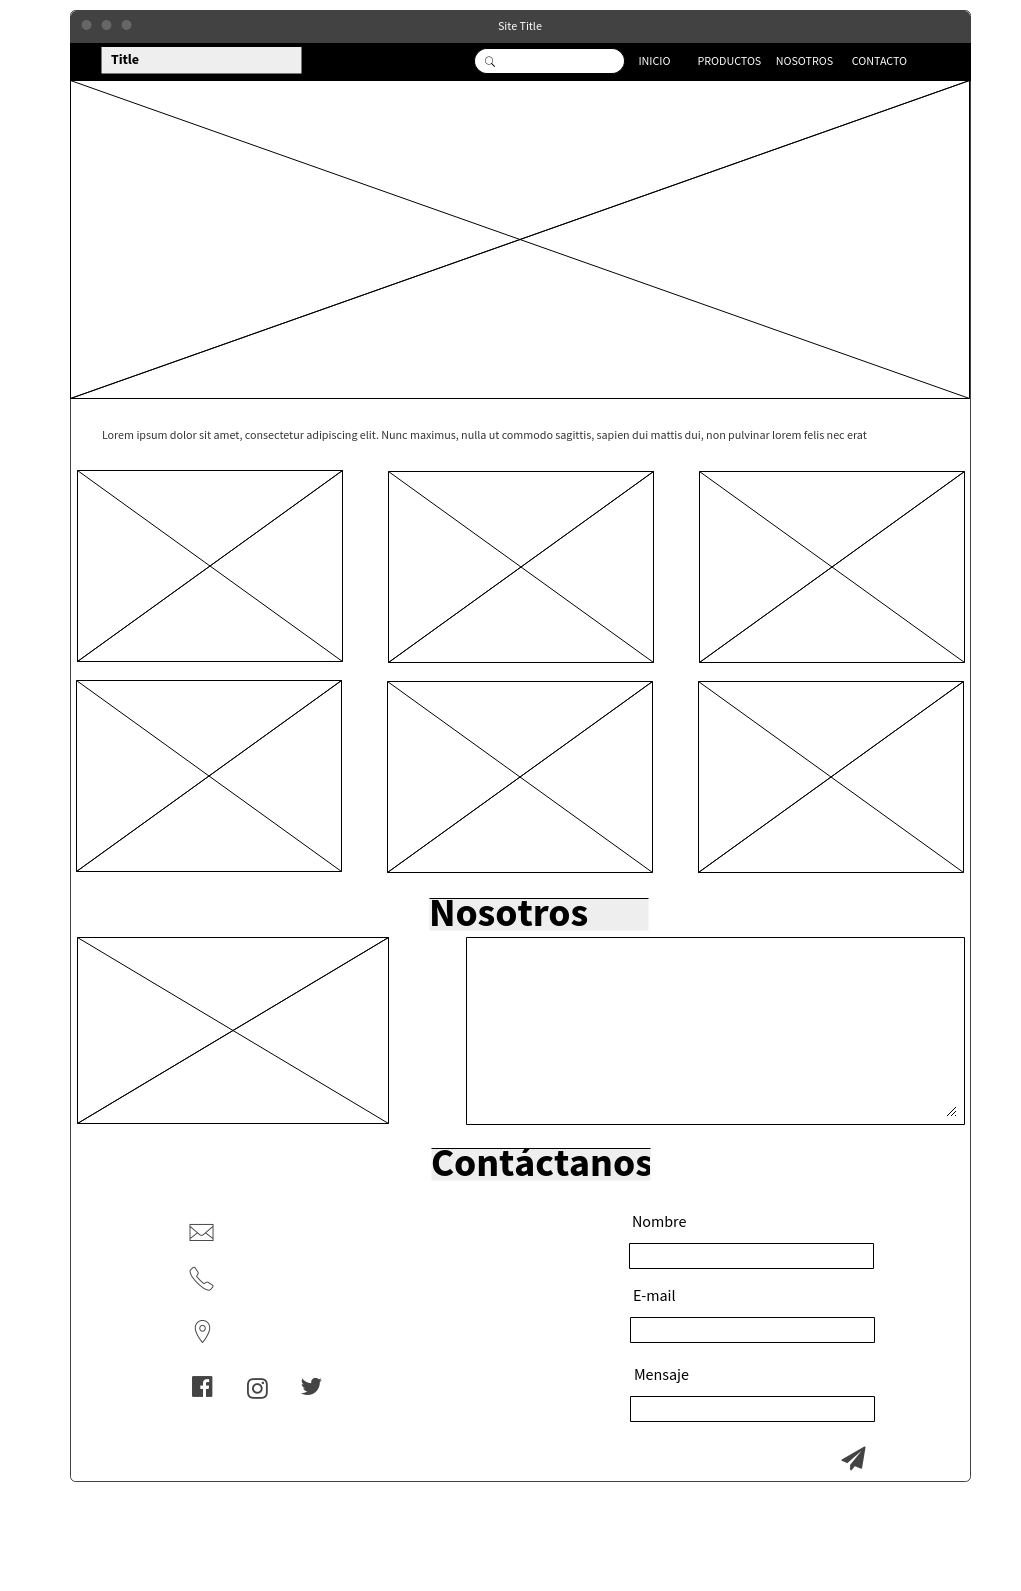 Site Title
Title
INICIO PRODUCTOS NOSOTROS CONTACTO
Lorem ipsum dolor sit amet, consectetur adipiscing elit. Nunc maximus, nulla ut commodo sagittis, sapien dui mattis dui, non pulvinar lorem felis nec erat
Nosotros
Contáctanos
Nombre
E-mail
Mensaje